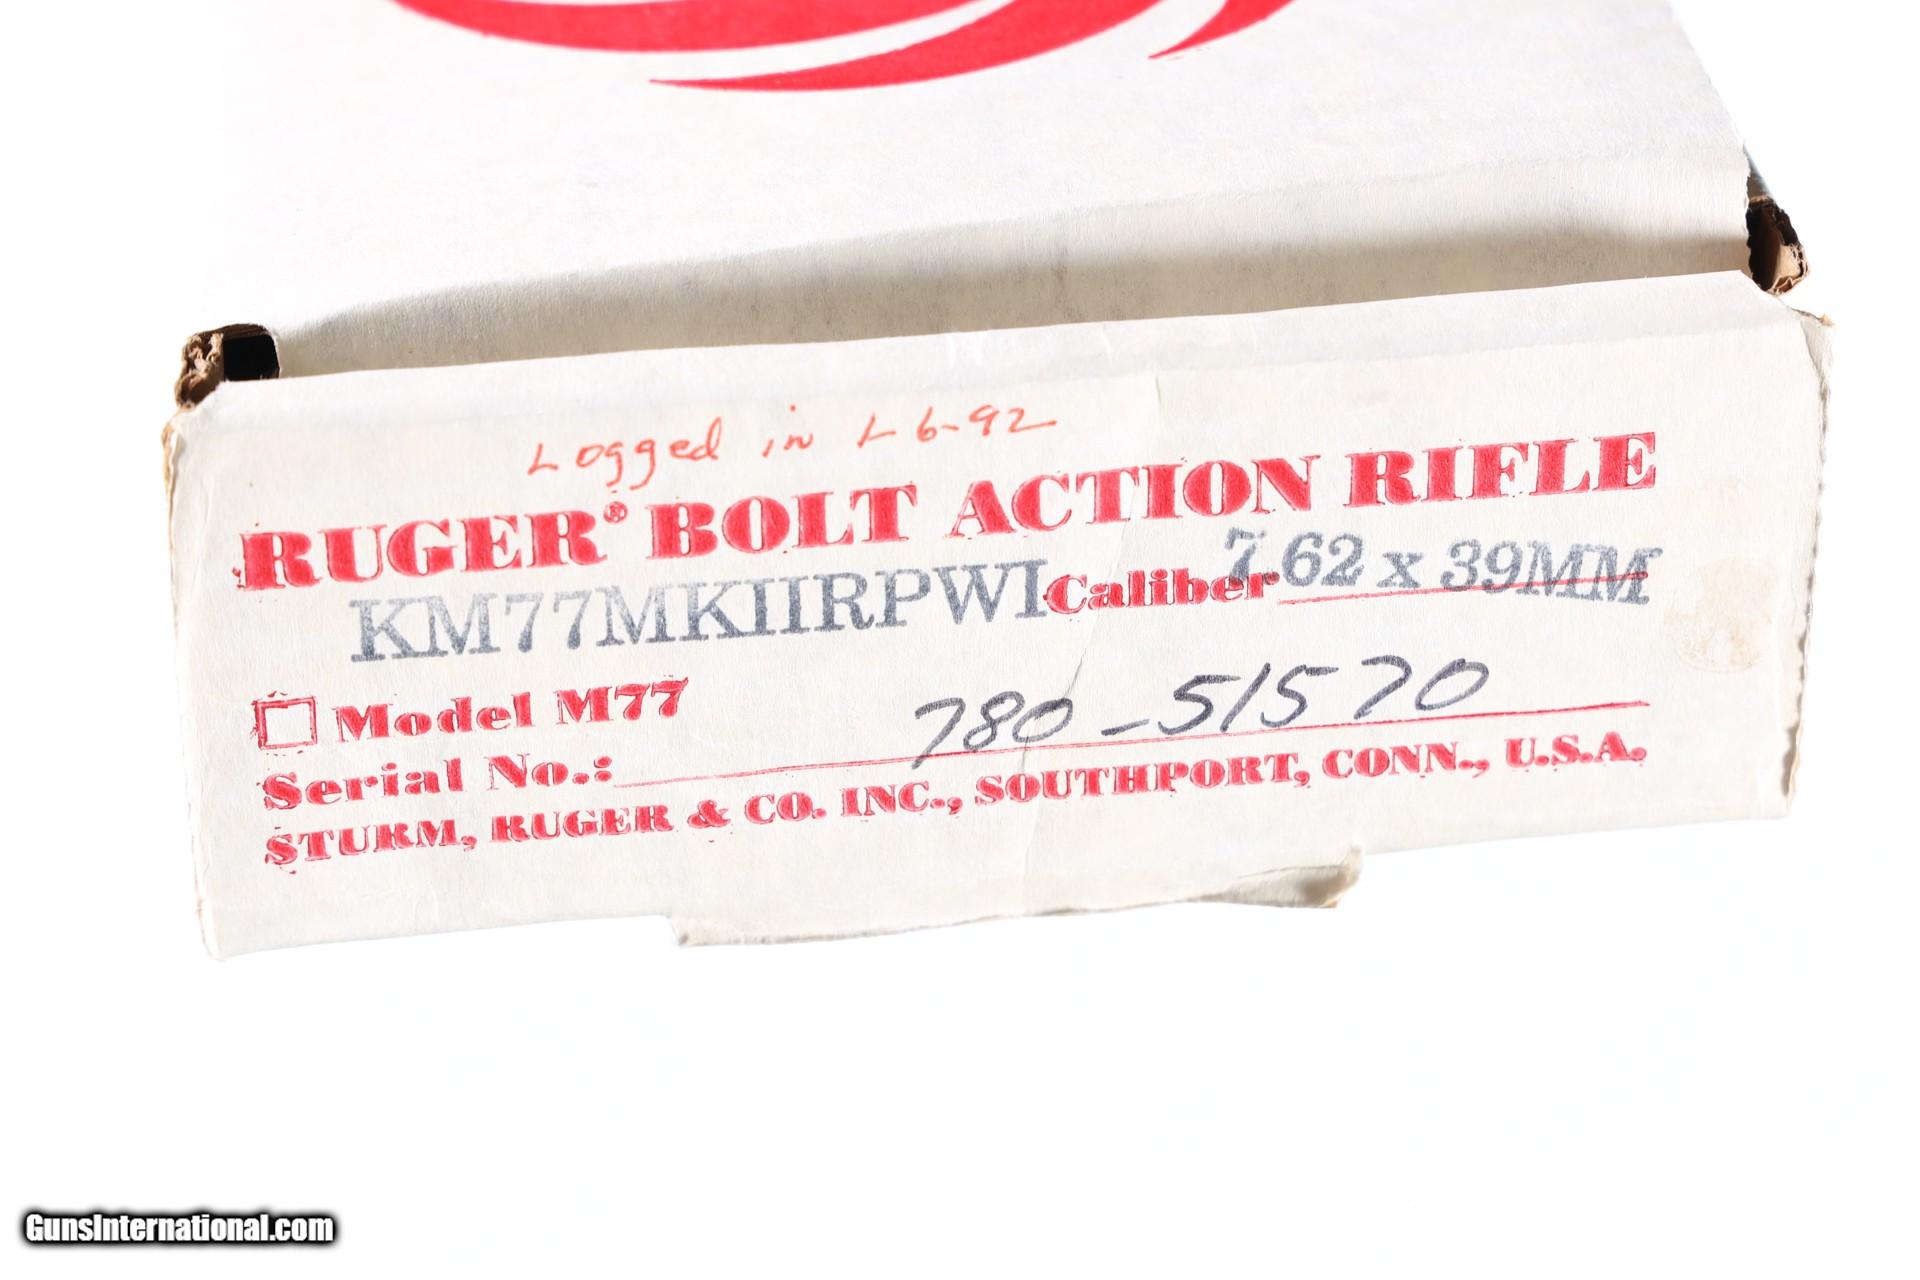 Logged in 1-6-92
RUGER® BOLT ACTION RIFLE
KM77MKIIRPWI Caliber 7.62 x 39MM
☐ Model M77
Serial No.: 780-51570
STURM, RUGER & CO. INC., SOUTHPORT, CONN., U.S.A.
GunsInternational.com